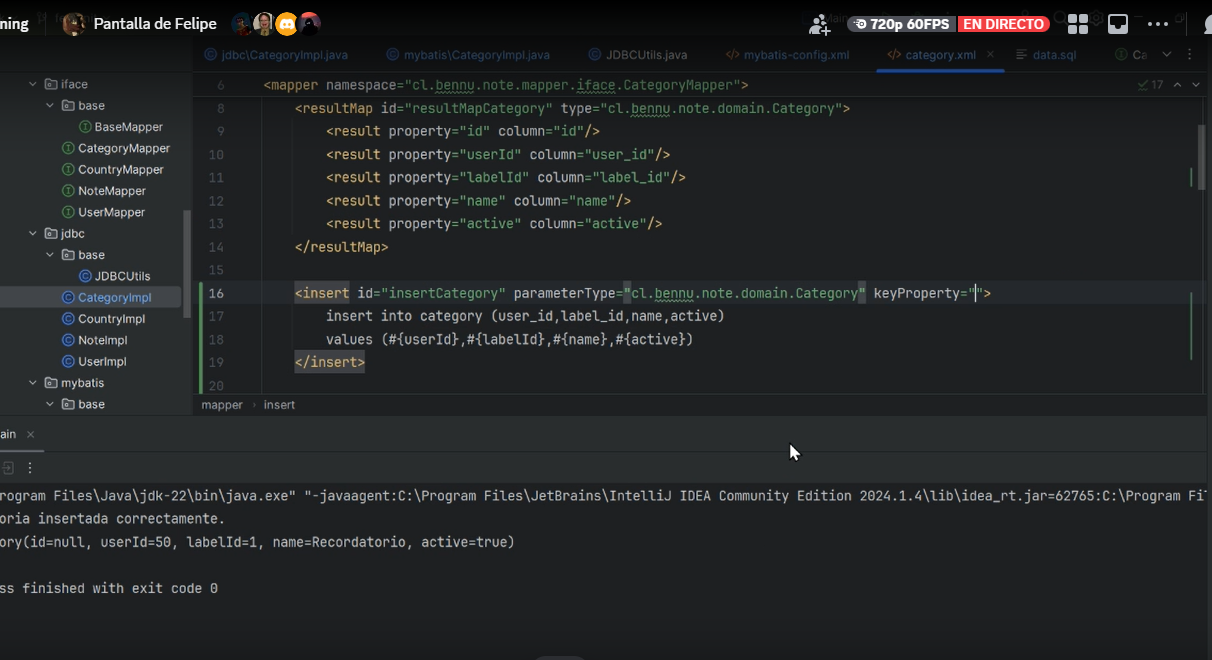 ning
Pantalla de Felipe
720p 60FPS EN DIRECTO
jdbc\CategoryImpl.java
mybatis\CategoryImpl.java
JDBCUtils.java
mybatis-config.xml
category.xml
data.sql
Ca
iface
base
BaseMapper
CategoryMapper
CountryMapper
NoteMapper
UserMapper
jdbc
base
JDBCUtils
CategoryImpl
CountryImpl
NoteImpl
UserImpl
mybatis
base
6 <mapper namespace="cl.bennu.note.mapper.iface.CategoryMapper">
17
8 <resultMap id="resultMapCategory" type="cl.bennu.note.domain.Category">
9 <result property="id" column="id"/>
10 <result property="userId" column="user_id"/>
11 <result property="labelId" column="label_id"/>
12 <result property="name" column="name"/>
13 <result property="active" column="active"/>
14 </resultMap>
15
16 <insert id="insertCategory" parameterType="cl.bennu.note.domain.Category" keyProperty="">
17 insert into category (user_id,label_id,name,active)
18 values (#{userId},#{labelId},#{name},#{active})
19 </insert>
20
mapper › insert
ain
rogram Files\Java\jdk-22\bin\java.exe" "-javaagent:C:\Program Files\JetBrains\IntelliJ IDEA Community Edition 2024.1.4\lib\idea_rt.jar=62765:C:\Program Fi
oria insertada correctamente.
ory(id=null, userId=50, labelId=1, name=Recordatorio, active=true)
ss finished with exit code 0